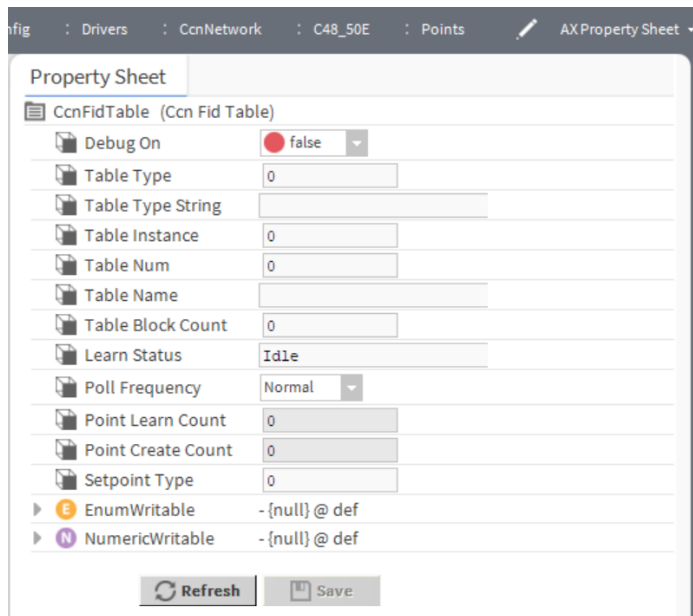 nfig : Drivers : CcnNetwork : C48_50E : Points AX Property Sheet
Property Sheet
CcnFidTable (Ccn Fid Table)
Debug On false
Table Type 0
Table Type String
Table Instance 0
Table Num 0
Table Name
Table Block Count 0
Learn Status Idle
Poll Frequency Normal
Point Learn Count 0
Point Create Count 0
Setpoint Type 0
E EnumWritable - {null} @ def
N NumericWritable - {null} @ def
Refresh Save